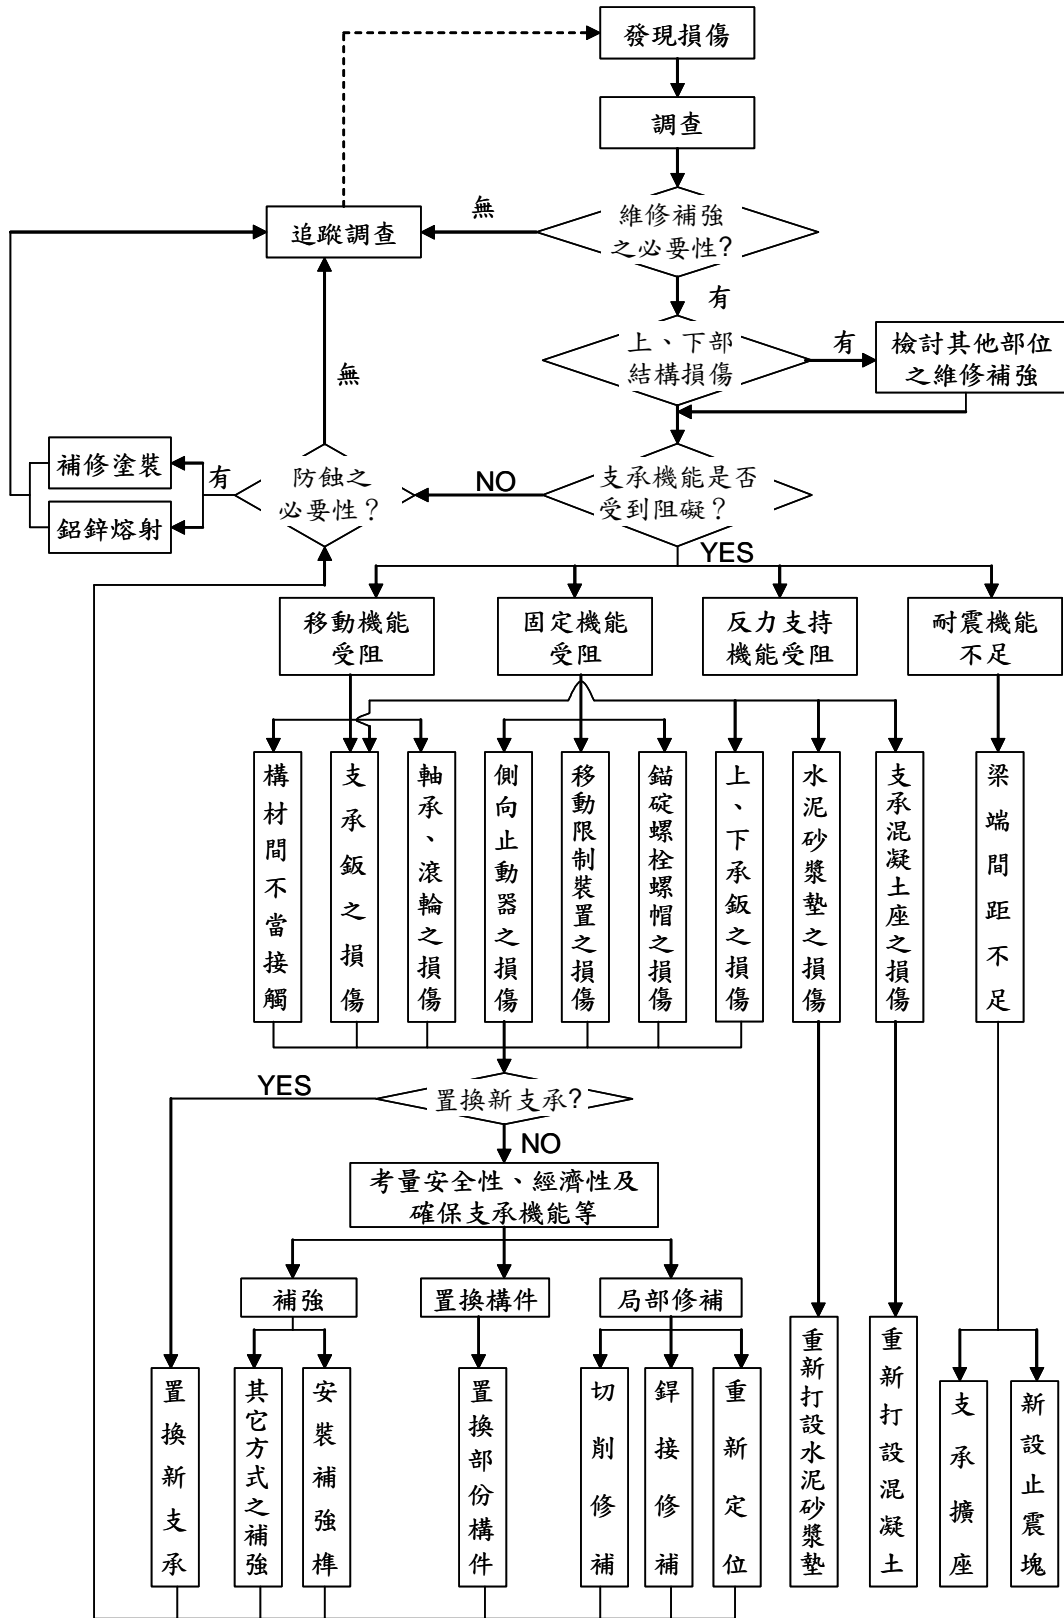 發現損傷
調查
維修補強
之必要性?
無
追蹤調查
有
上、下部
結構損傷
有
檢討其他部位
之維修補強
無
支承機能是否
受到阻礙？
NO
防蝕之
必要性？
有
補修塗裝
鋁鋅熔射
YES
移動機能
受阻
固定機能
受阻
反力支持
機能受阻
耐震機能
不足
構材間不當接觸
支承鈑之損傷
軸承、滾輪之損傷
側向止動器之損傷
移動限制裝置之損傷
錨碇螺栓螺帽之損傷
上、下承鈑之損傷
水泥砂漿墊之損傷
支承混凝土座之損傷
梁端間距不足
置換新支承?
YES
NO
考量安全性、經濟性及
確保支承機能等
補強
置換構件
局部修補
置換新支承
其它方式之補強
安裝補強榫
置換部份構件
切削修補
銲接修補
重新定位
重新打設水泥砂漿墊
重新打設混凝土
支承擴座
新設止震塊